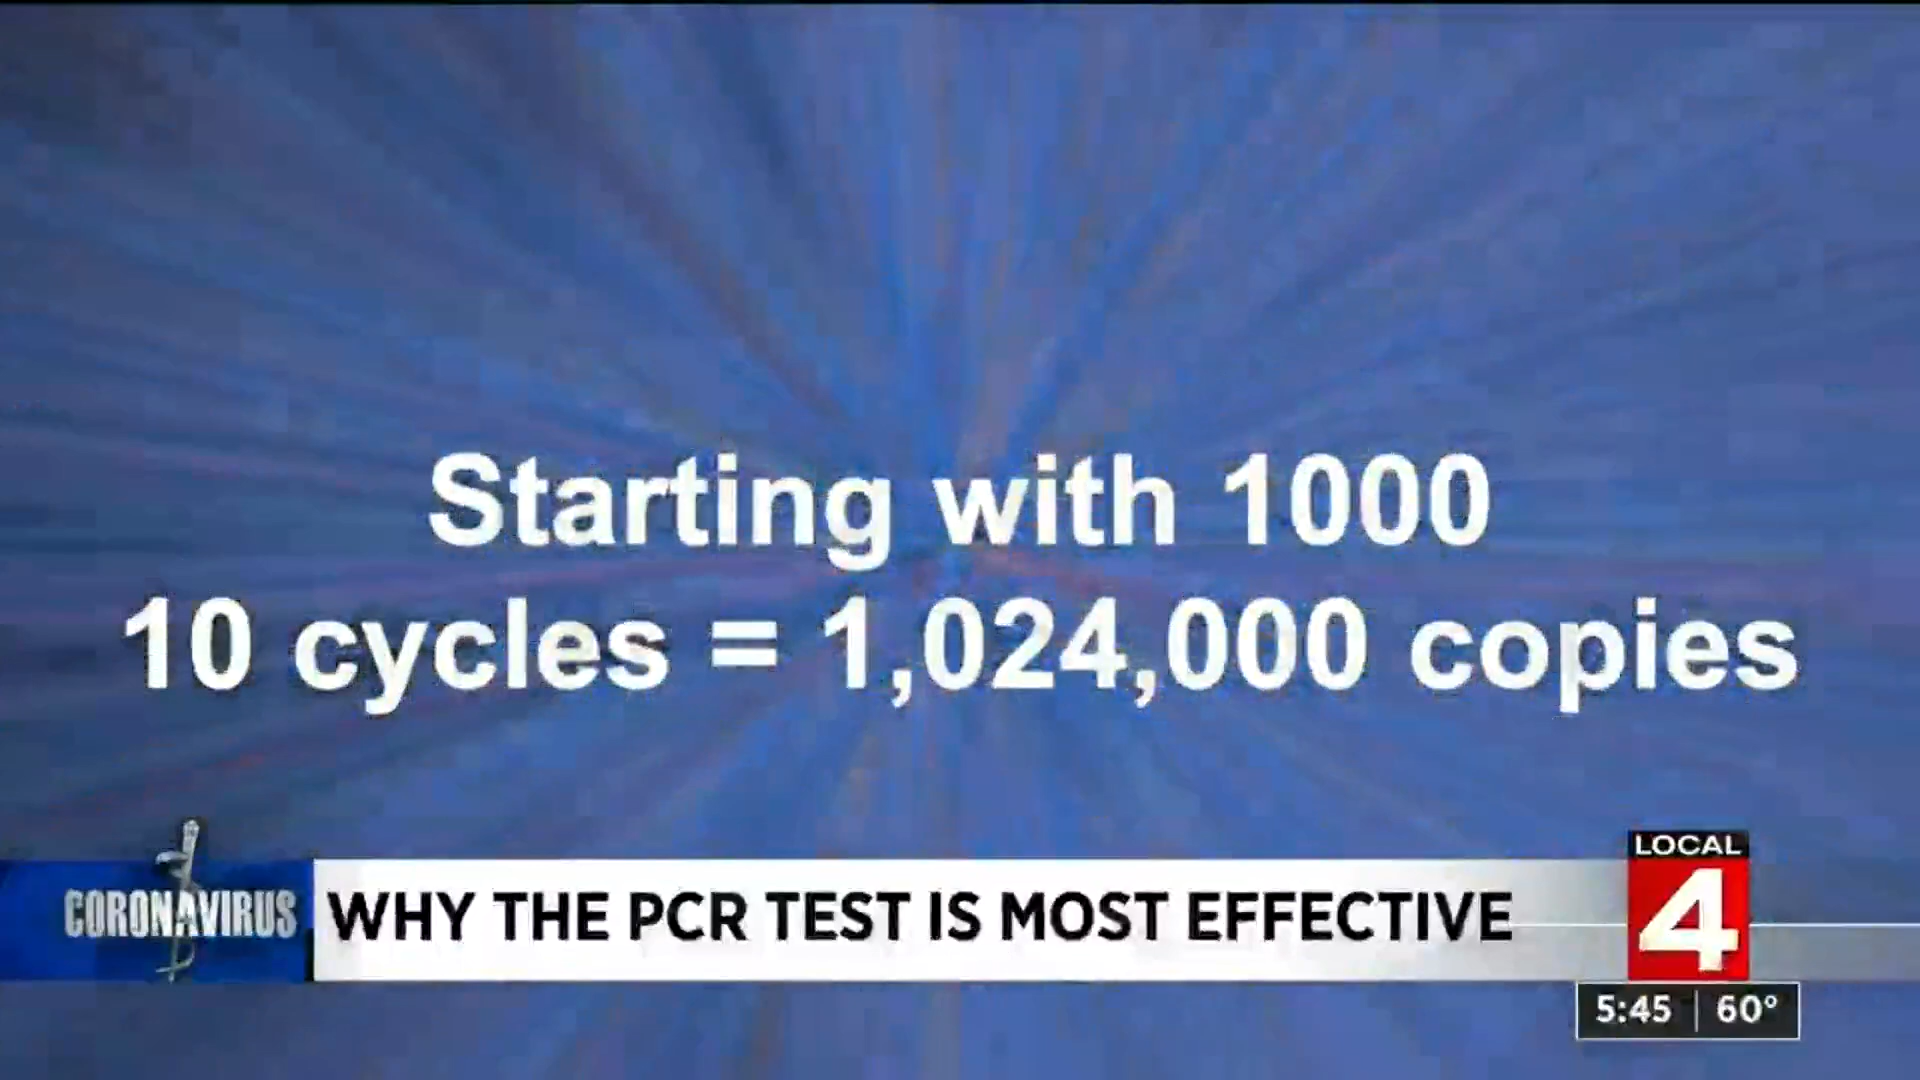 Starting with 1000
10 cycles = 1,024,000 copies
CORONAVIRUS
WHY THE PCR TEST IS MOST EFFECTIVE
LOCAL
4
5:45 60°